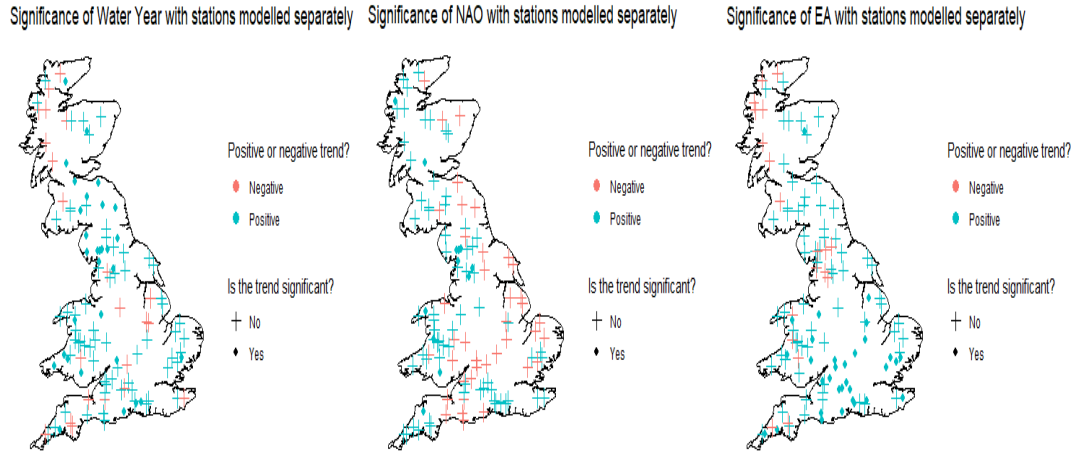 Significance of Water Year with stations modelled separately
Significance of NAO with stations modelled separately
Significance of EA with stations modelled separately
Positive or negative trend?
Negative
Positive
Is the trend significant?
No
Yes
Positive or negative trend?
Negative
Positive
Is the trend significant?
No
Yes
Positive or negative trend?
Negative
Positive
Is the trend significant?
No
Yes